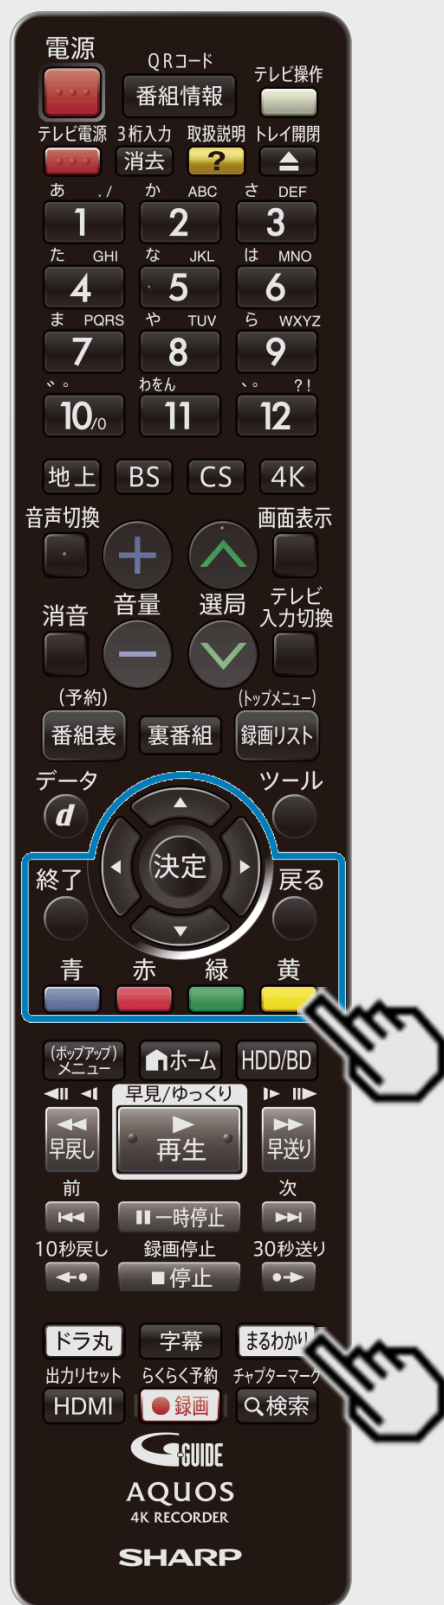 電源
QRコード
番組情報
テレビ操作
テレビ電源 3桁入力 取扱説明 トレイ開閉
消去 ?
あ ./ か ABC さ DEF
1 2 3
た GHI な JKL は MNO
4 5 6
ま PQRS や TUV ら WXYZ
7 8 9
゛゜ わをん 、。 ?!
10/0 11 12
地上 BS CS 4K
音声切換 画面表示
消音 音量 選局 テレビ
入力切換
(予約) (トップメニュー)
番組表 裏番組 録画リスト
データ ツール
d
決定
終了 戻る
青 赤 緑 黄
(ポップアップ)
メニュー ホーム HDD/BD
早見/ゆっくり
早戻し 再生 早送り
前 次
一時停止
10秒戻し 録画停止 30秒送り
停止
ドラ丸 字幕 まるわかり
出力リセット らくらく予約 チャプターマーク
HDMI 録画 検索
G-GUIDE
AQUOS
4K RECORDER
SHARP